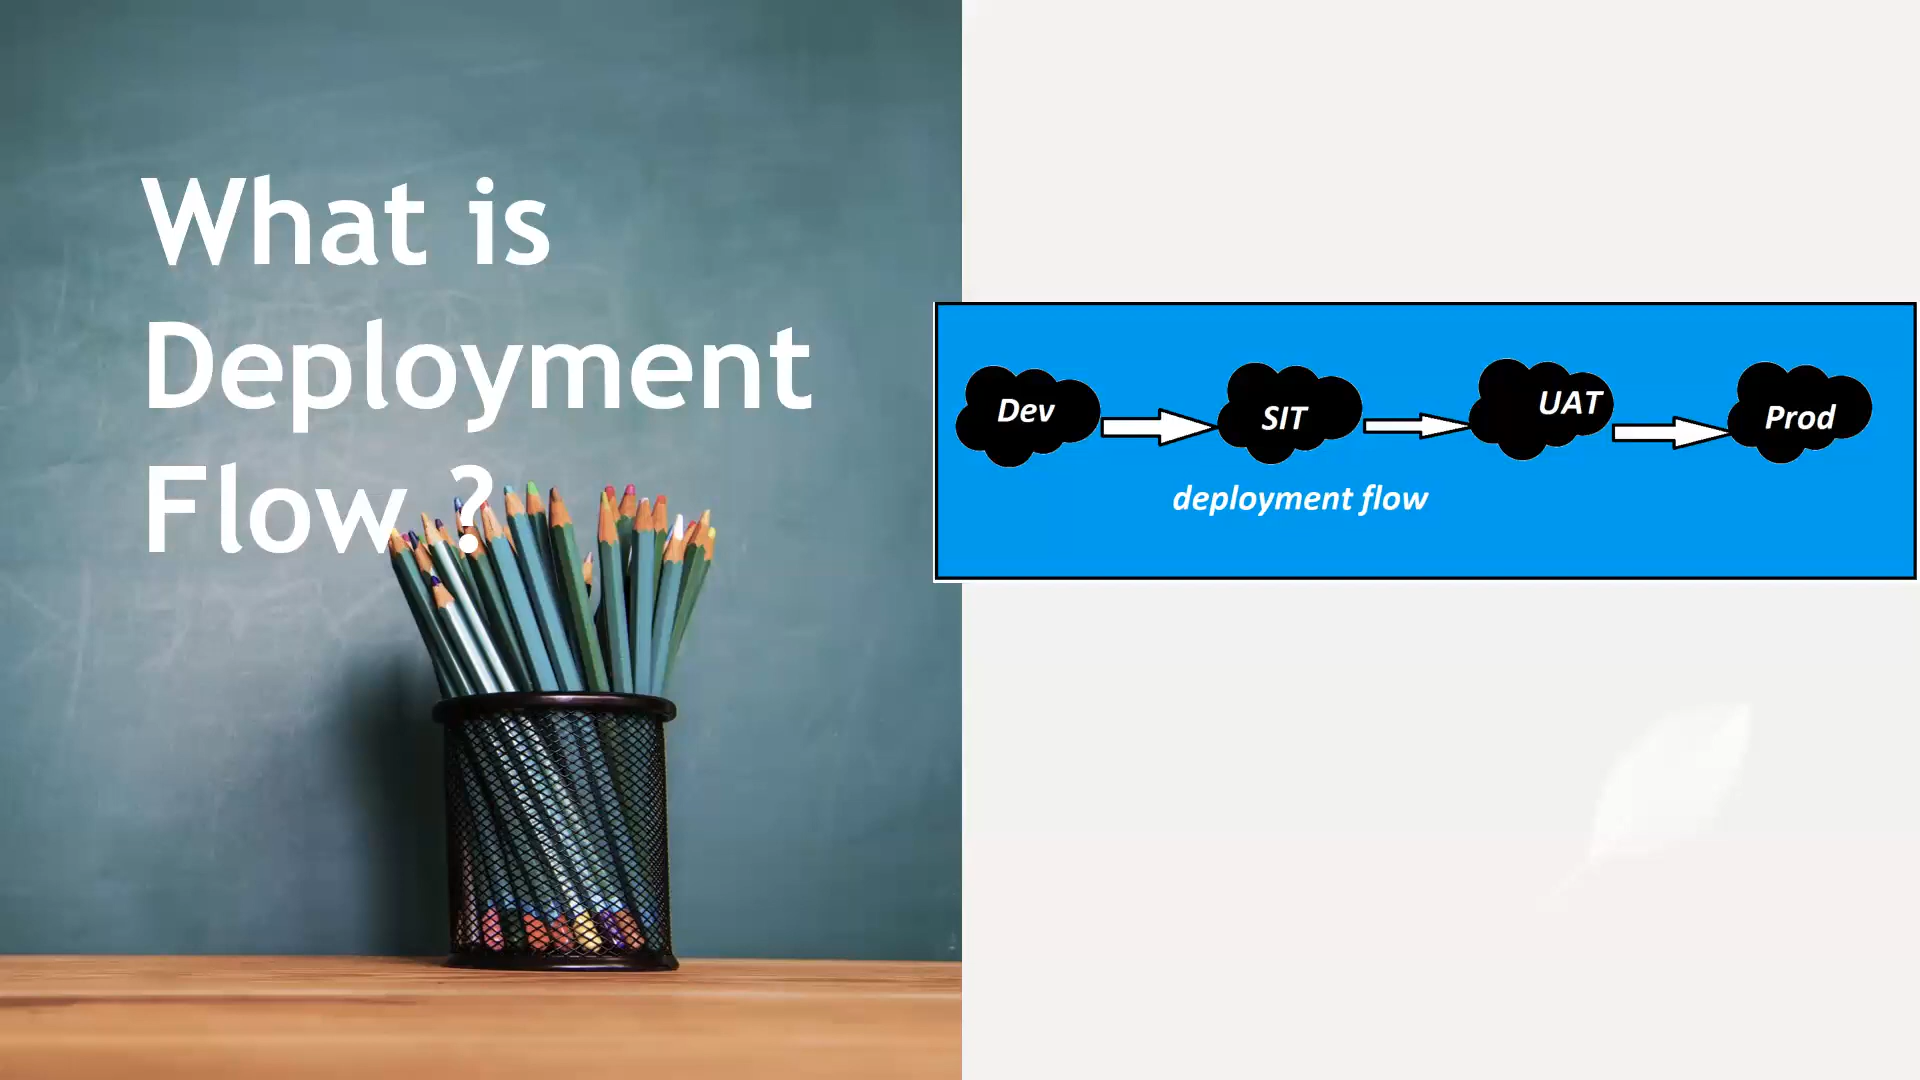 What is
Deployment
Flow ?
Dev
SIT
UAT
Prod
deployment flow